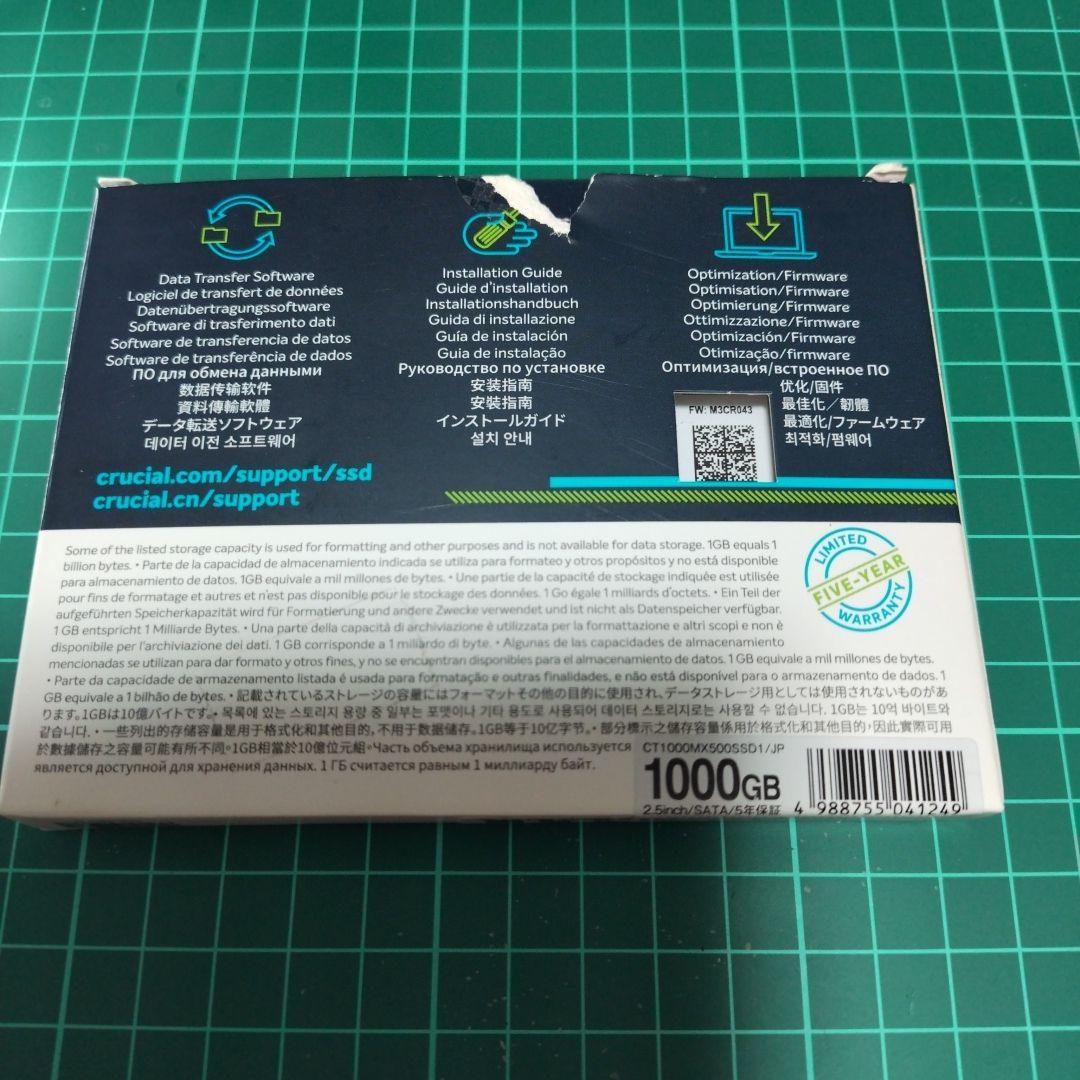 Data Transfer Software
Logiciel de transfert de données
Datenübertragungssoftware
Software di trasferimento dati
Software de transferencia de datos
Software de transferência de dados
ПО для обмена данными
数据传输软件
資料傳輸軟體
データ転送ソフトウェア
데이터 이전 소프트웨어
crucial.com/support/ssd
crucial.cn/support
Installation Guide
Guide d'installation
Installationshandbuch
Guida di installazione
Guía de instalación
Guia de instalação
Руководство по установке
安装指南
安裝指南
インストールガイド
설치 안내
Optimization/Firmware
Optimisation/Firmware
Optimierung/Firmware
Ottimizzazione/Firmware
Optimización/Firmware
Otimização/firmware
Оптимизация/встроенное ПО
优化/固件
最佳化／韌體
最適化/ファームウェア
최적화/펌웨어
FW: M3CR043
Some of the listed storage capacity is used for formatting and other purposes and is not available for data storage. 1GB equals 1
billion bytes. • Parte de la capacidad de almacenamiento indicada se utiliza para formateo y otros propósitos y no está disponible
para almacenamiento de datos. 1GB equivale a mil millones de bytes. • Une partie de la capacité de stockage indiquée est utilisée
pour fins de formatage et autres et n'est pas disponible pour le stockage des données. 1 Go égale 1 milliards d'octets. • Ein Teil der
aufgeführten Speicherkapazität wird für Formatierung und andere Zwecke verwendet und ist nicht als Datenspeicher verfügbar.
1 GB entspricht 1 Milliarde Bytes. • Una parte della capacità di archiviazione è utilizzata per la formattazione e altri scopi e non è
disponibile per l'archiviazione dei dati. 1 GB corrisponde a 1 miliardo di byte. • Algunas de las capacidades de almacenamiento
mencionadas se utilizan para dar formato y otros fines, y no se encuentran disponibles para el almacenamiento de datos. 1 GB equivale a mil millones de bytes.
• Parte da capacidade de armazenamento listada é usada para formatação e outras finalidades, e não está disponível para o armazenamento de dados. 1
GB equivale a 1 bilhão de bytes. • 記載されているストレージの容量にはフォーマットその他の目的に使用され、データストレージ用としては使用されないものがあ
ります。1GBは10億バイトです。• 목록에 있는 스토리지 용량 중 일부는 포맷이나 기타 용도로 사용되어 데이터 스토리지로는 사용할 수 없습니다. 1GB는 10억 바이트와
같습니다. • 一些列出的存储容量是用于格式化和其他目的，不用于数据储存。1GB等于10亿字节。• 部分標示之儲存容量係用於格式化和其他目的，因此實際可用
於數據儲存之容量可能有所不同。1GB相當於10億位元組。•Часть объема хранилища используется
является доступной для хранения данных. 1 ГБ считается равным 1 миллиарду байт.
LIMITED
FIVE-YEAR
WARRANTY
CT1000MX500SSD1/JP
1000GB
2.5inch/SATA/5年保証
4 988755 041249